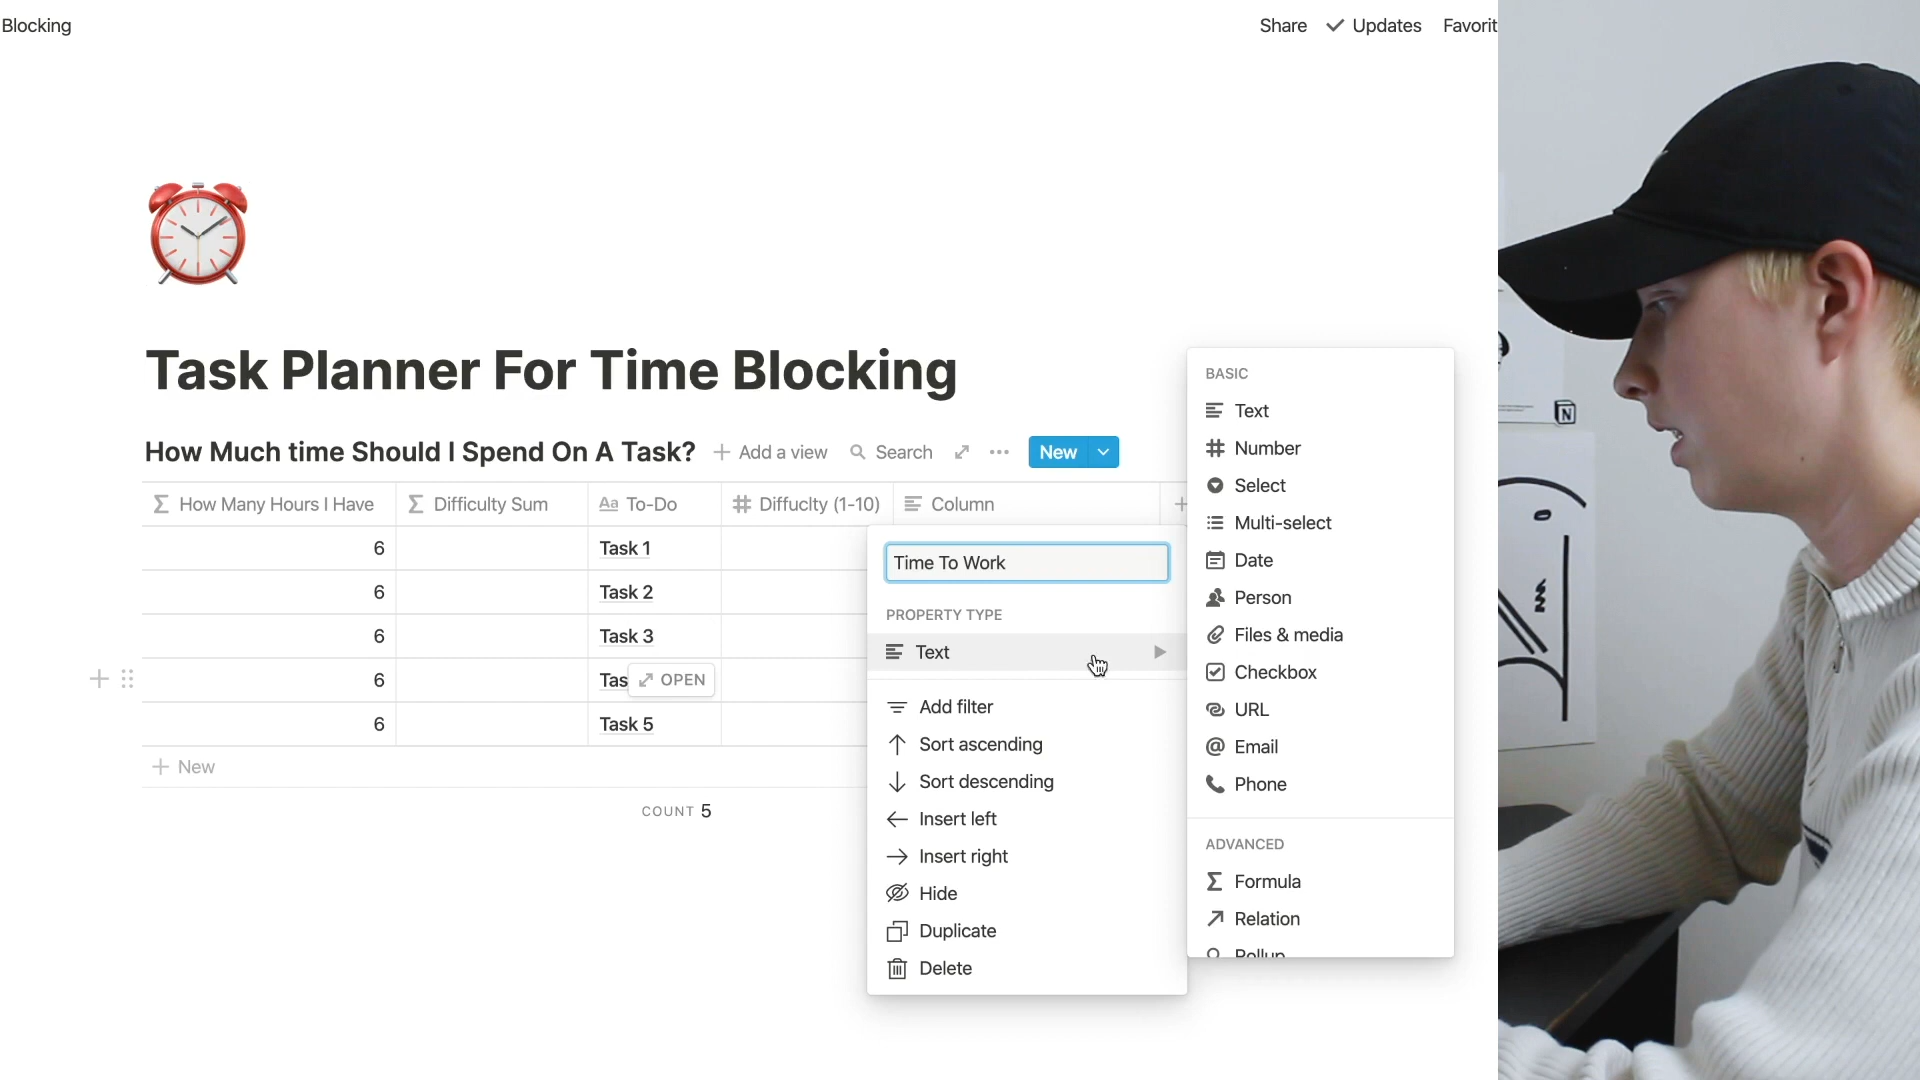 Blocking
Share Updates Favorit
Task Planner For Time Blocking
How Much time Should I Spend On A Task? Add a view Search New
How Many Hours I Have Difficulty Sum Aa To-Do Diffuclty (1-10) Column
6 Task 1
6 Task 2
6 Task 3
6 Tas OPEN
6 Task 5
New
COUNT 5
Time To Work
PROPERTY TYPE
Text
Add filter
Sort ascending
Sort descending
Insert left
Insert right
Hide
Duplicate
Delete
BASIC
Text
Number
Select
Multi-select
Date
Person
Files & media
Checkbox
URL
Email
Phone
ADVANCED
Formula
Relation
Rollup
N